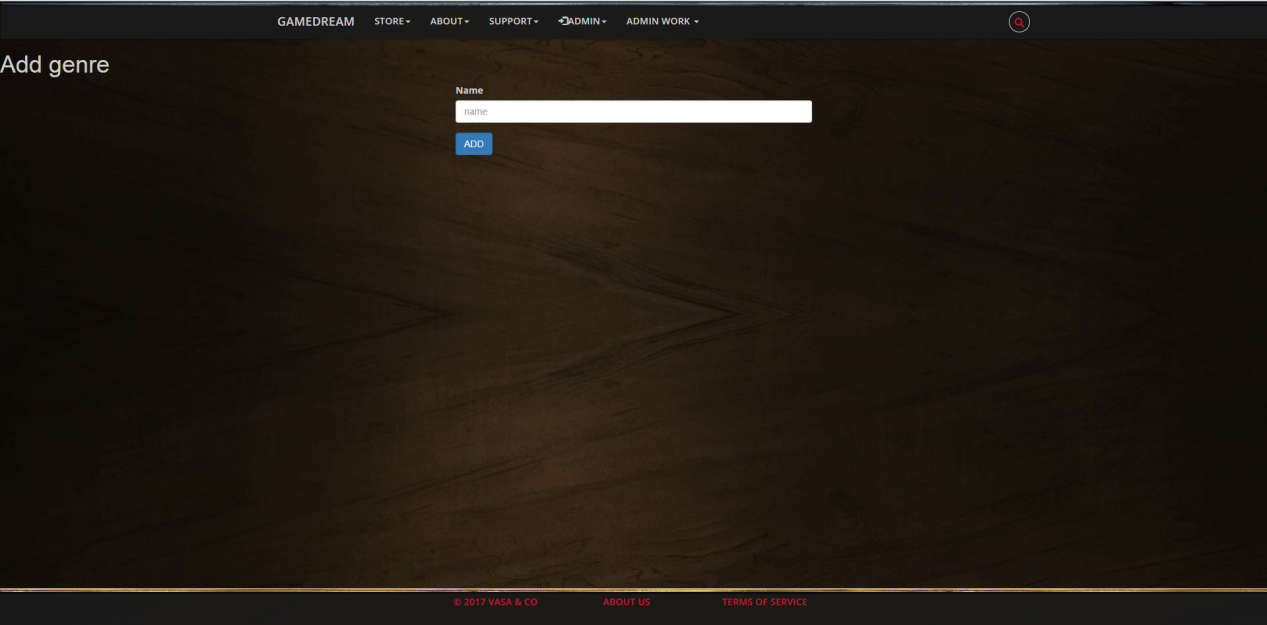 GAMEDREAM STORE ABOUT SUPPORT ADMIN ADMIN WORK
Add genre
Name
name
ADD
© 2017 VASA & CO ABOUT US TERMS OF SERVICE